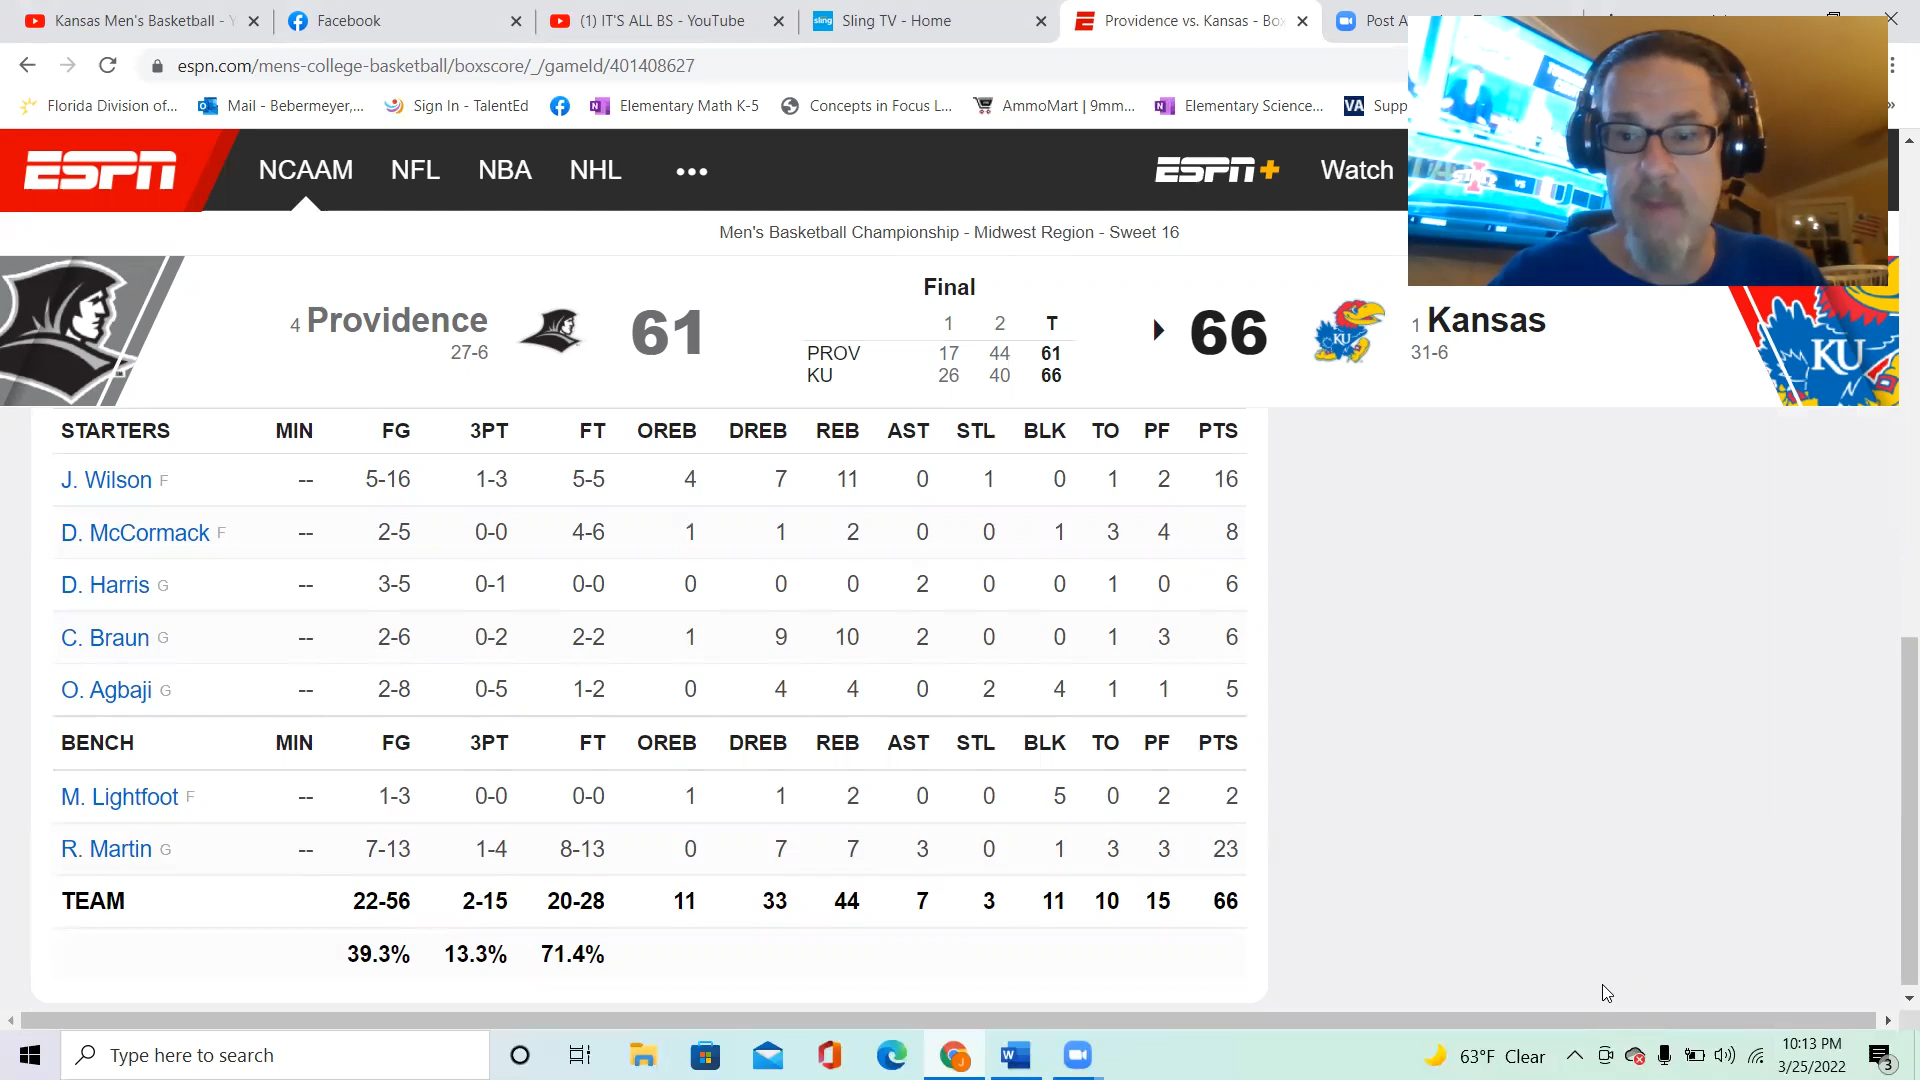 Kansas Men's Basketball - Y
Facebook
(1) IT'S ALL BS - YouTube
sling
Sling TV - Home
Providence vs. Kansas - Box
Post A
espn.com/mens-college-basketball/boxscore/_/gameId/401408627
Florida Division of...
Mail - Bebermeyer,...
Sign In - TalentEd
Elementary Math K-5
Concepts in Focus L...
AmmoMart | 9mm...
Elementary Science...
VA
Supp
ESPN
NCAAM
NFL
NBA
NHL
ESPN+
Watch
Men's Basketball Championship - Midwest Region - Sweet 16
4 Providence
27-6
61
Final
1 2 T
PROV 17 44 61
KU 26 40 66
66
KU
1 Kansas
31-6
KU
STARTERS MIN FG 3PT FT OREB DREB REB AST STL BLK TO PF PTS
J. Wilson F -- 5-16 1-3 5-5 4 7 11 0 1 0 1 2 16
D. McCormack F -- 2-5 0-0 4-6 1 1 2 0 0 1 3 4 8
D. Harris G -- 3-5 0-1 0-0 0 0 0 2 0 0 1 0 6
C. Braun G -- 2-6 0-2 2-2 1 9 10 2 0 0 1 3 6
O. Agbaji G -- 2-8 0-5 1-2 0 4 4 0 2 4 1 1 5
BENCH MIN FG 3PT FT OREB DREB REB AST STL BLK TO PF PTS
M. Lightfoot F -- 1-3 0-0 0-0 1 1 2 0 0 5 0 2 2
R. Martin G -- 7-13 1-4 8-13 0 7 7 3 0 1 3 3 23
TEAM 22-56 2-15 20-28 11 33 44 7 3 11 10 15 66
39.3% 13.3% 71.4%
Type here to search
63°F Clear
10:13 PM
3/25/2022
3